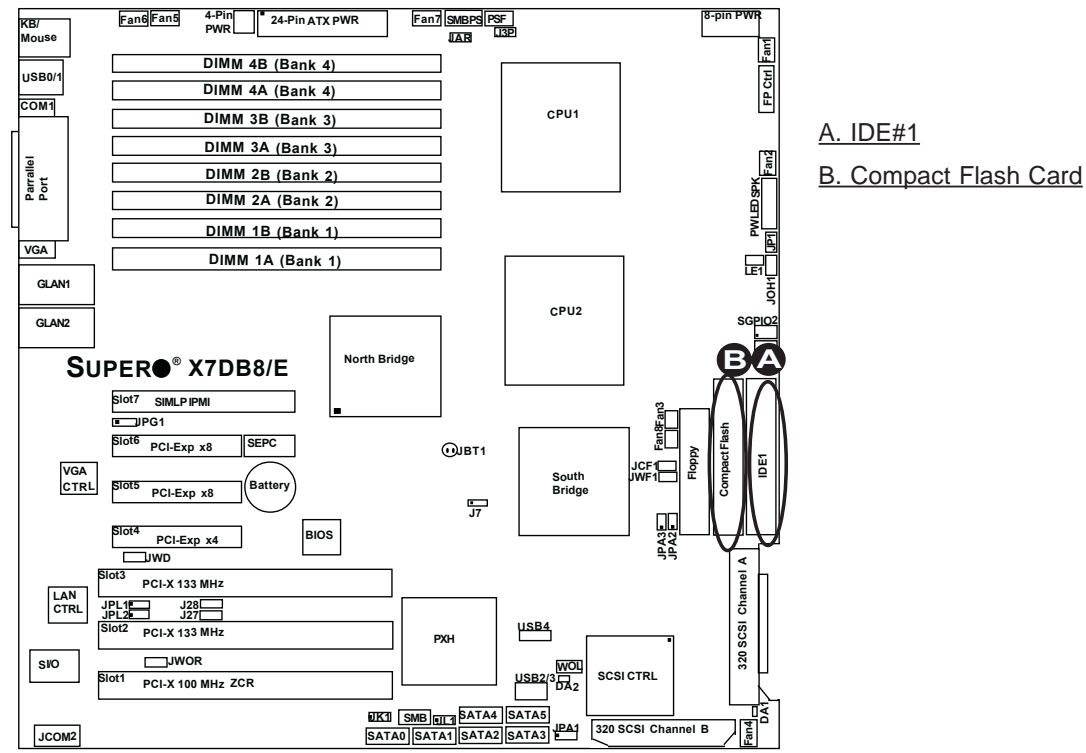 KB/
Mouse
Fan6
Fan5
4-Pin
PWR
24-Pin ATX PWR
Fan7
SMBPS
PSF
JAR
J3P
8-pin PWR
Fan1
FP Ctrl
USB0/1
COM1
Parrallel
Port
VGA
GLAN1
GLAN2
DIMM 4B (Bank 4)
DIMM 4A (Bank 4)
DIMM 3B (Bank 3)
DIMM 3A (Bank 3)
DIMM 2B (Bank 2)
DIMM 2A (Bank 2)
DIMM 1B (Bank 1)
DIMM 1A (Bank 1)
CPU1
CPU2
Fan2
PWLEDSPK
JP1
LE1
JOH1
SGPIO2
A. IDE#1
B. Compact Flash Card
B
A
SUPER® X7DB8/E
North Bridge
Slot7 SIMLP IPMI
JPG1
Slot6 PCI-Exp x8
SEPC
VGA
CTRL
Slot5 PCI-Exp x8
Battery
Slot4 PCI-Exp x4
BIOS
JWD
JBT1
J7
South
Bridge
Fan3
Fan8
JCF1
JWF1
JPA3
JPA2
Floppy
Compact Flash
IDE1
Slot3 PCI-X 133 MHz
LAN
CTRL
JPL1
JPL2
J28
J27
Slot2 PCI-X 133 MHz
JWOR
S/IO
Slot1 PCI-X 100 MHz ZCR
PXH
USB4
WOL
USB2/3
DA2
SCSI CTRL
320 SCSI Channel A
DA1
Fan4
JCOM2
JK1
SMB
JL1
SATA4
SATA5
SATA0
SATA1
SATA2
SATA3
JPA1
320 SCSI Channel B